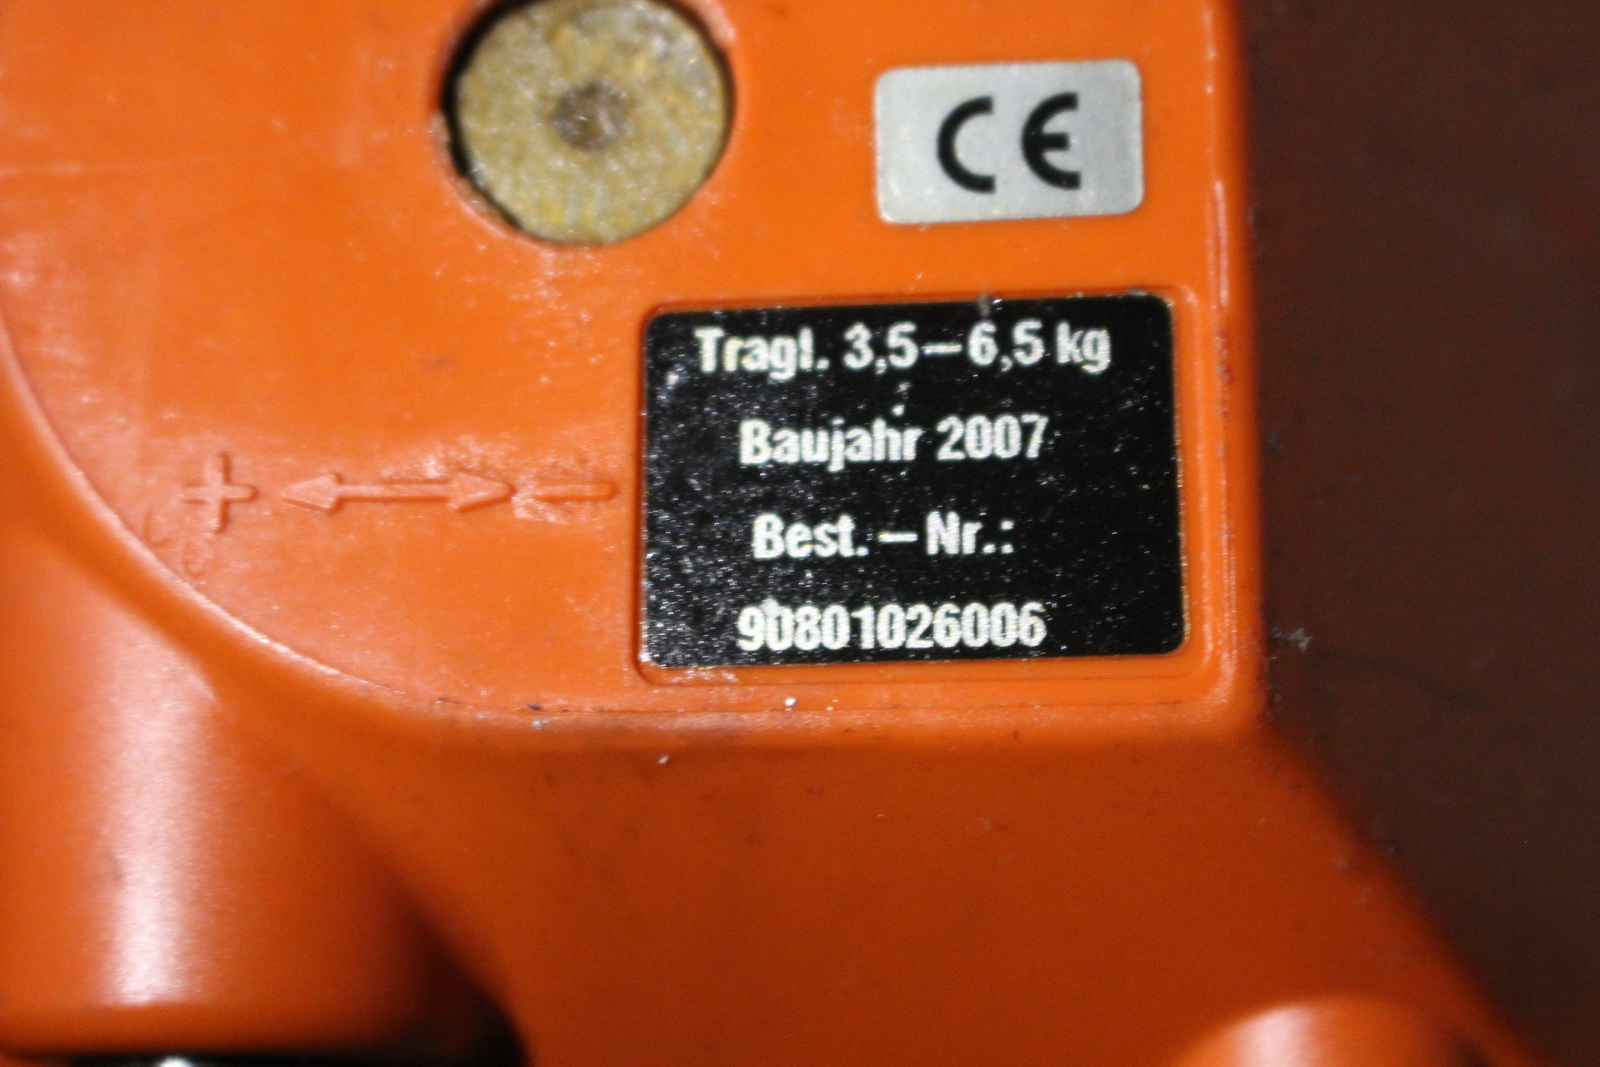 CE
Tragl. 3,5–6,5 kg
Baujahr 2007
Best. – Nr.:
90801026006
+ -